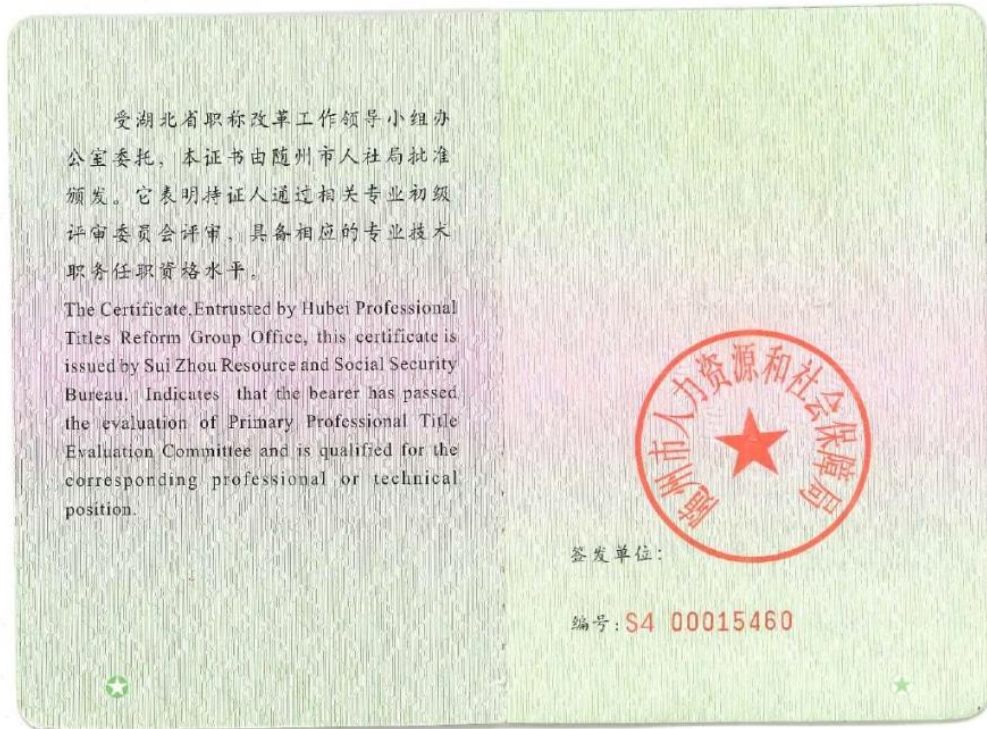 受湖北省职称改革工作领导小组办
公室委托，本证书由随州市人社局批准
颁发。它表明持证人通过相关专业初级
评审委员会评审，具备相应的专业技术
职务任职资格水平。
The Certificate.Entrusted by Hubei Professional
Titles Reform Group Office, this certificate is
issued by Sui Zhou Resource and Social Security
Bureau. Indicates that the bearer has passed
the evaluation of Primary Professional Title
Evaluation Committee and is qualified for the
corresponding professional or technical
position.
随州市人力资源和社会保障局
签发单位：
编号：S4 00015460